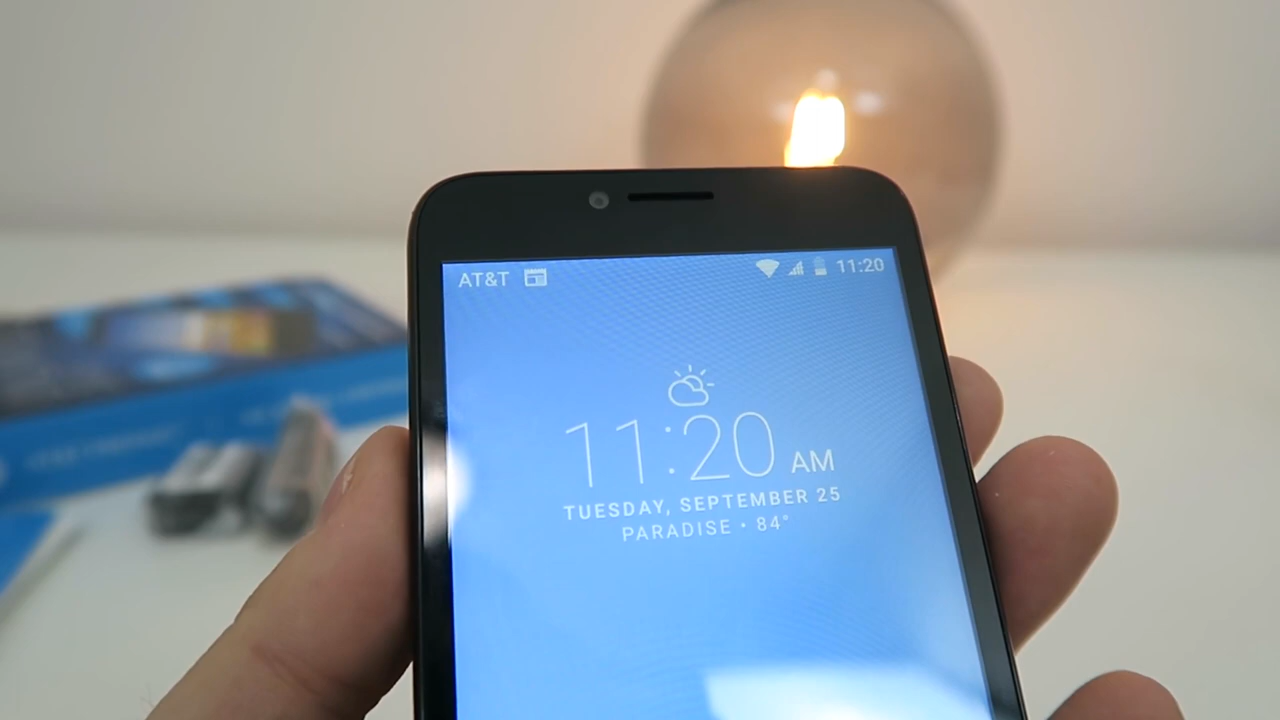 AT&T 11:20
11:20 AM
TUESDAY, SEPTEMBER 25
PARADISE • 84°